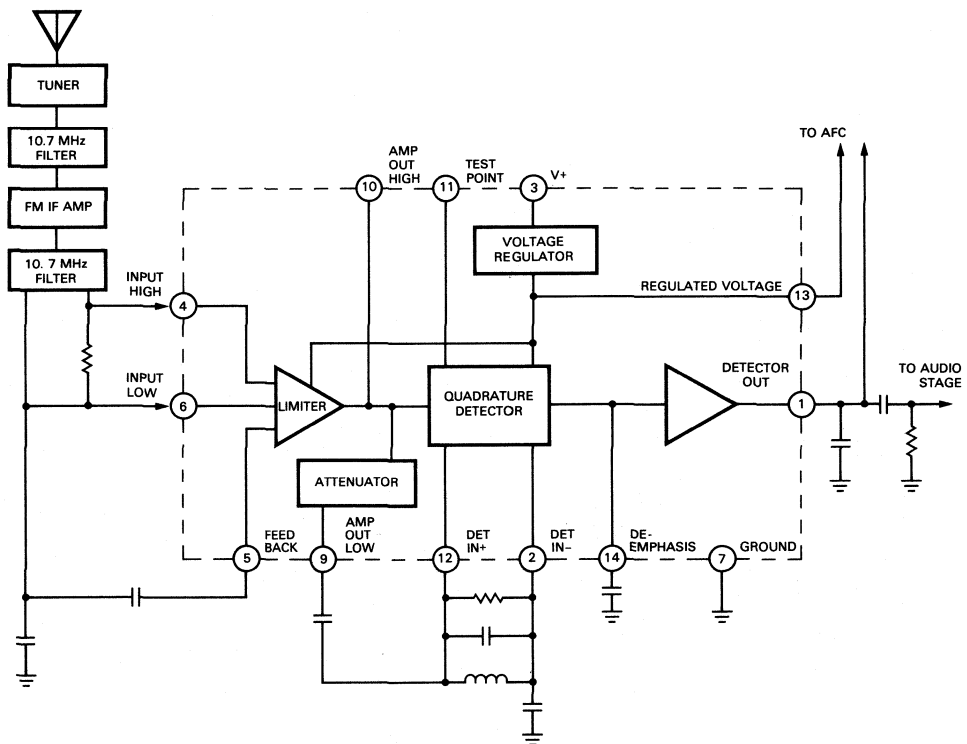 TUNER
10.7 MHz
FILTER
FM IF AMP
10. 7 MHz
FILTER
TO AFC
AMP
OUT
HIGH
10
TEST
POINT
11
V+
3
VOLTAGE
REGULATOR
INPUT
HIGH
4
REGULATED VOLTAGE
13
INPUT
LOW
6
LIMITER
QUADRATURE
DETECTOR
DETECTOR
OUT
1
TO AUDIO
STAGE
ATTENUATOR
FEED
BACK
5
AMP
OUT
LOW
9
DET
IN+
12
DET
IN−
2
DE-
EMPHASIS
14
GROUND
7